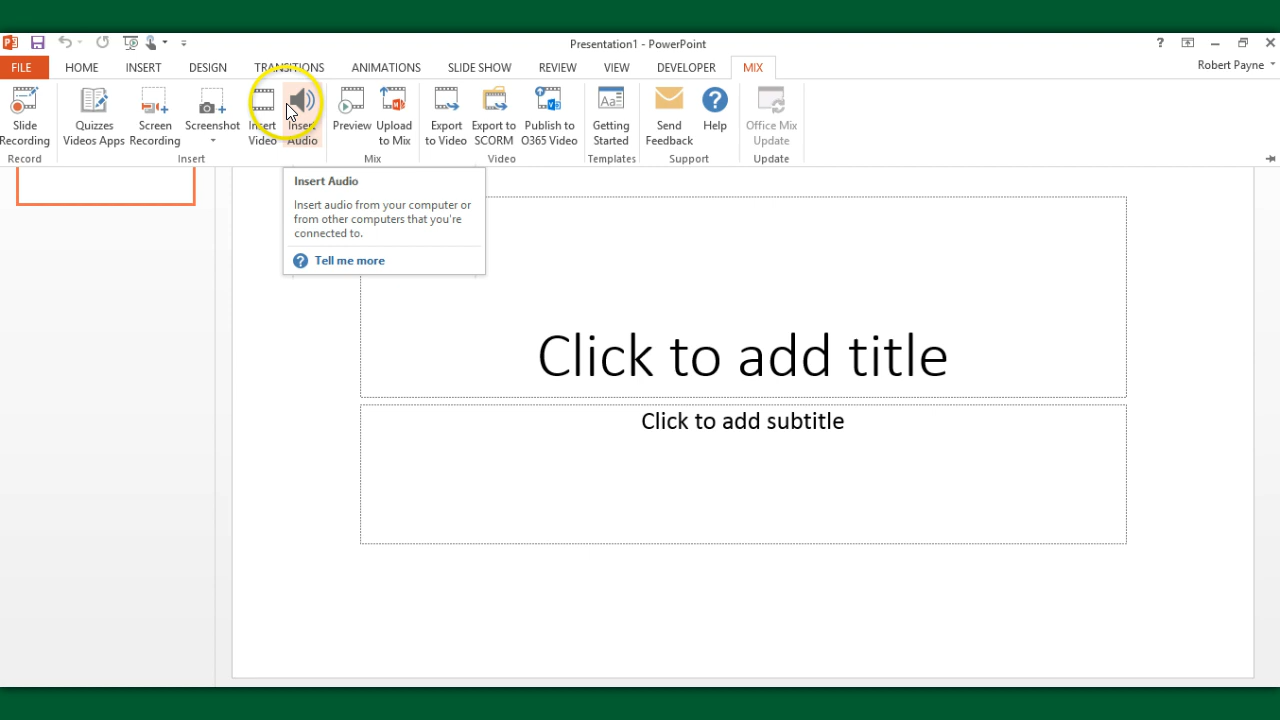 Presentation1 - PowerPoint
?
FILE HOME INSERT DESIGN TRANSITIONS ANIMATIONS SLIDE SHOW REVIEW VIEW DEVELOPER MIX
Robert Payne
Slide Recording
Quizzes Videos Apps
Screen Recording
Screenshot
Insert Video
Insert Audio
Preview
Upload to Mix
Export to Video
Export to SCORM
Publish to O365 Video
Getting Started
Send Feedback
Help
Office Mix Update
Record Insert Mix Video Templates Support Update
Insert Audio
Insert audio from your computer or
from other computers that you're
connected to.
? Tell me more
Click to add title
Click to add subtitle